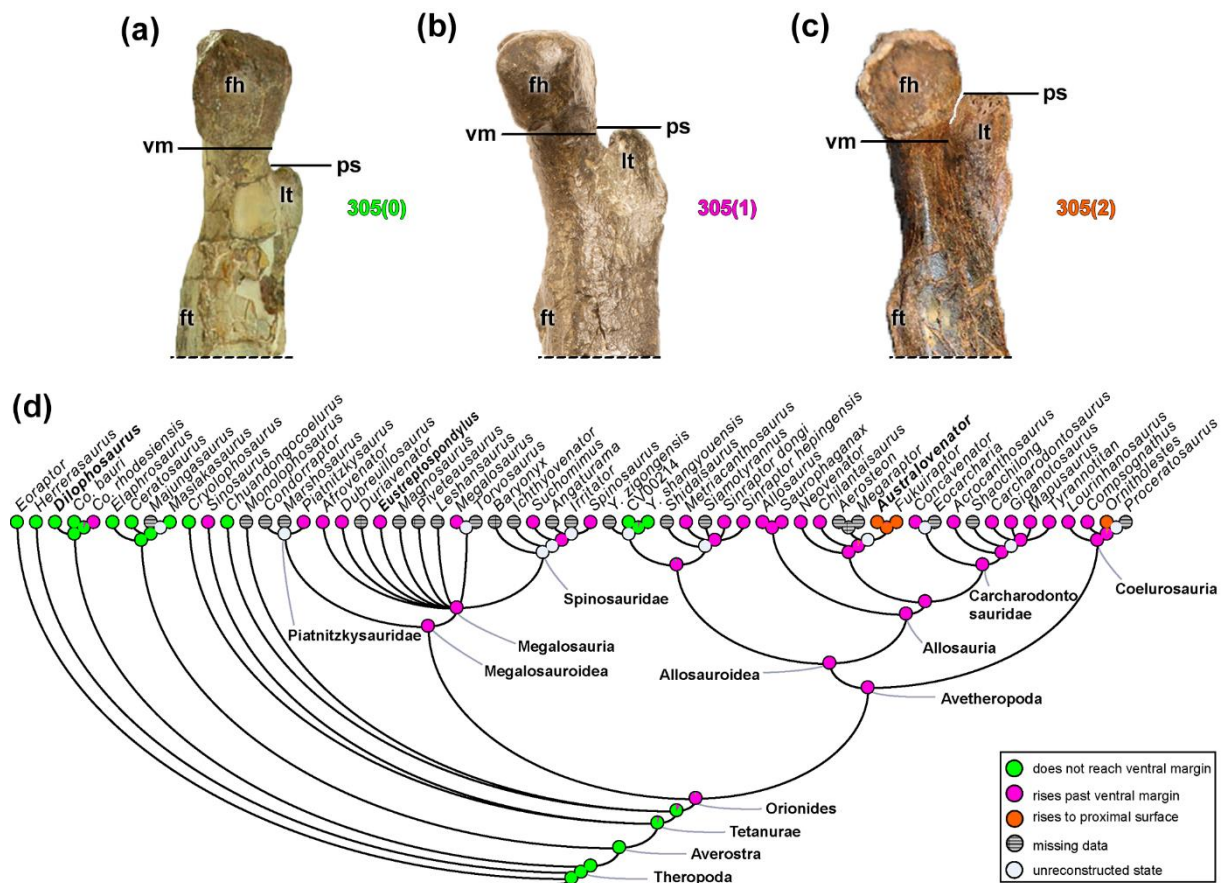 (a)
fh
vm
ps
lt
305(0)
ft
(b)
fh
vm
ps
lt
305(1)
ft
(c)
fh
ps
lt
vm
305(2)
ft
(d)
Eoraptor
Herrerasaurus
Dilophosaurus
Co. bauri
Co. rhodesiensis
Elaphrosaurus
Ceratosaurus
Majungasaurus
Masiakasaurus
Cryolophosaurus
Sinosaurus
Chuandongocoelurus
Monolophosaurus
Condorraptor
Marshosaurus
Piatnitzkysaurus
Afrovenator
Dubreuillosaurus
Duriavenator
Eustreptospondylus
Magnosaurus
Piveteausaurus
Leshansaurus
Megalosaurus
Torvosaurus
Baryonyx
Ichthyovenator
Suchomimus
Angaturama
Irritator
Spinosaurus
Y. zigongensis
CV00214
Y. shangyouensis
Shidaisaurus
Metriacanthosaurus
Siamotyrannus
Sinraptor dongi
Sinraptor hepingensis
Allosaurus
Saurophaganax
Neovenator
Chilantaisaurus
Aerosteon
Megaraptor
Australovenator
Fukuiraptor
Concavenator
Eocarcharia
Acrocanthosaurus
Shaochilong
Carcharodontosaurus
Giganotosaurus
Mapusaurus
Tyrannotitan
Lourinhanosaurus
Compsognathus
Ornitholestes
Proceratosaurus
Spinosauridae
Piatnitzkysauridae
Megalosauria
Megalosauroidea
Carcharodonto
sauridae
Coelurosauria
Allosauria
Allosauroidea
Avetheropoda
Orionides
Tetanurae
Averostra
Theropoda
does not reach ventral margin
rises past ventral margin
rises to proximal surface
missing data
unreconstructed state